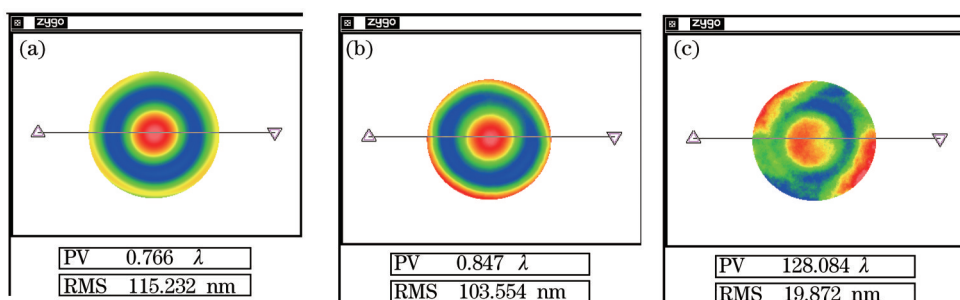 zygo
(a)
PV 0.766 λ
RMS 115.232 nm
zygo
(b)
PV 0.847 λ
RMS 103.554 nm
zygo
(c)
PV 128.084 λ
RMS 19.872 nm